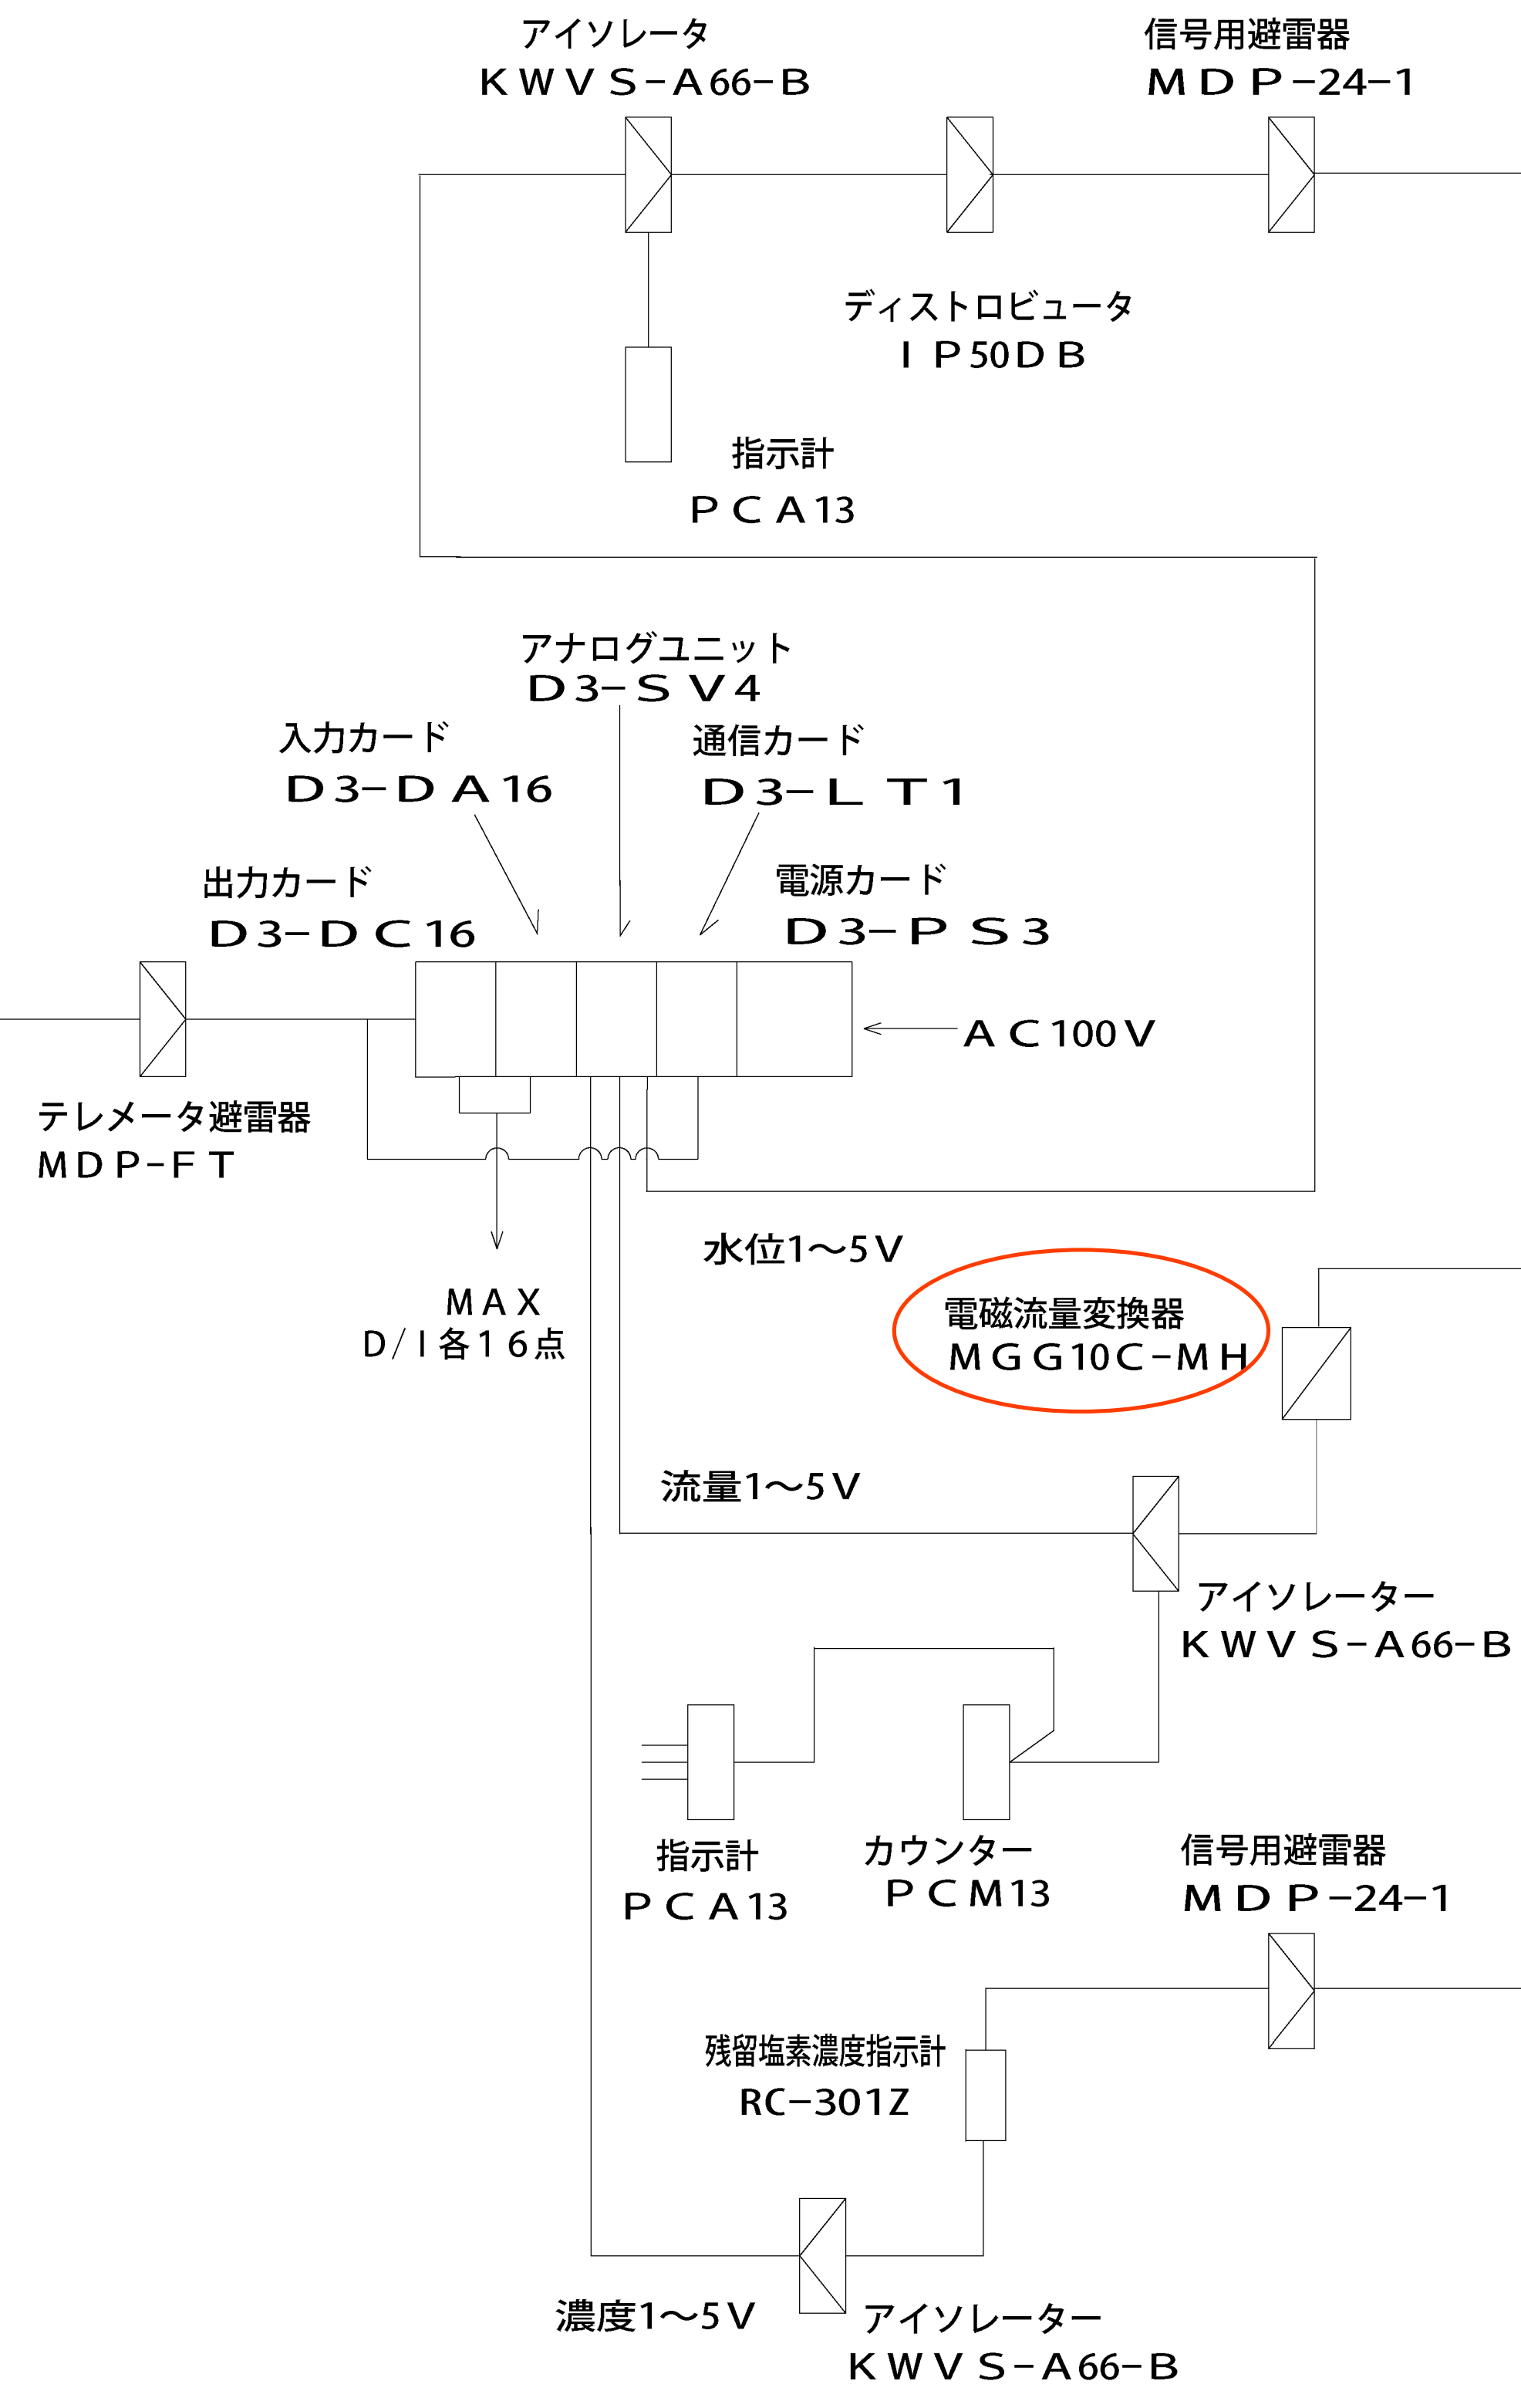 アイソレータ
KWVS-A66-B
信号用避雷器
MDP-24-1
ディストロビュータ
IP50DB
指示計
PCA13
アナログユニット
D3-SV4
入力カード
D3-DA16
通信カード
D3-LT1
出力カード
D3-DC16
電源カード
D3-PS3
AC100V
テレメータ避雷器
MDP-FT
水位1~5V
MAX
D/I各16点
電磁流量変換器
MGG10C-MH
流量1~5V
アイソレーター
KWVS-A66-B
指示計
PCA13
カウンター
PCM13
信号用避雷器
MDP-24-1
残留塩素濃度指示計
RC-301Z
濃度1~5V
アイソレーター
KWVS-A66-B